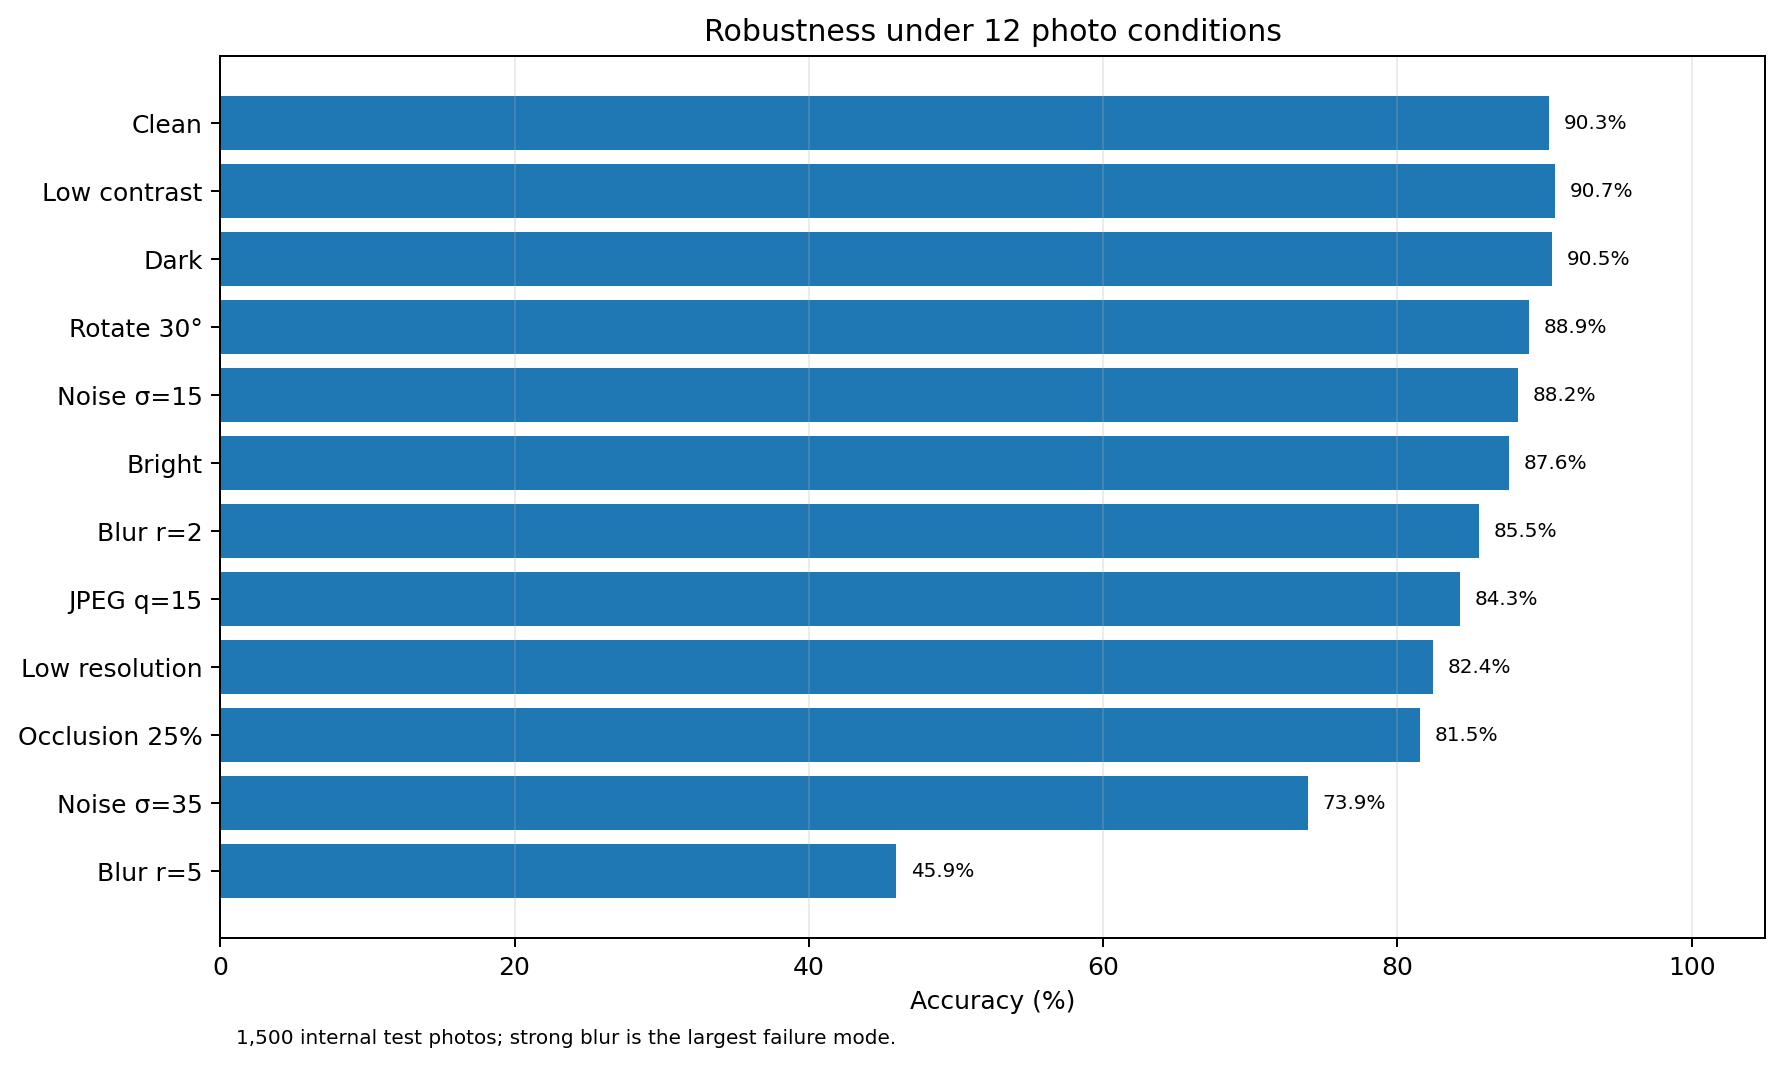 Robustness under 12 photo conditions
Clean 90.3%
Low contrast 90.7%
Dark 90.5%
Rotate 30° 88.9%
Noise σ=15 88.2%
Bright 87.6%
Blur r=2 85.5%
JPEG q=15 84.3%
Low resolution 82.4%
Occlusion 25% 81.5%
Noise σ=35 73.9%
Blur r=5 45.9%
0 20 40 60 80 100
Accuracy (%)
1,500 internal test photos; strong blur is the largest failure mode.